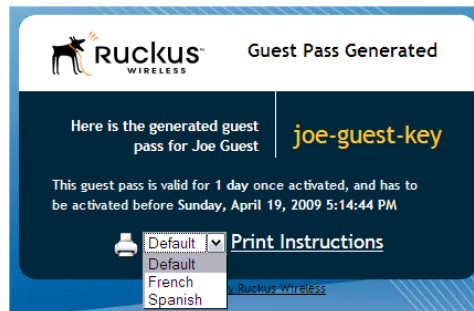 Ruckus™
WIRELESS
Guest Pass Generated
Here is the generated guest
pass for Joe Guest
joe-guest-key
This guest pass is valid for 1 day once activated, and has to
be activated before Sunday, April 19, 2009 5:14:44 PM
Default
Print Instructions
Default
French
Spanish
Ruckus Wireless